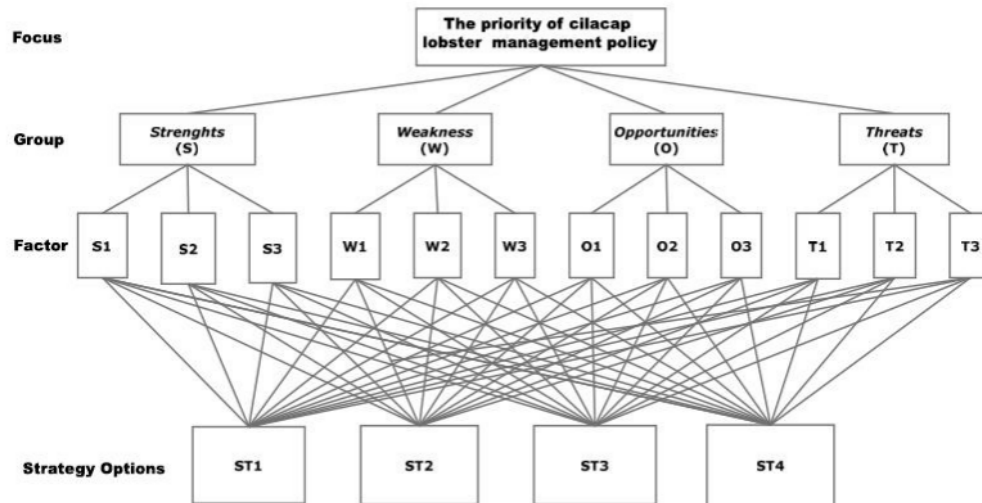 Focus
The priority of cilacap
lobster management policy
Group
Strenghts
(S)
Weakness
(W)
Opportunities
(O)
Threats
(T)
Factor
S1
S2
S3
W1
W2
W3
O1
O2
O3
T1
T2
T3
Strategy Options
ST1
ST2
ST3
ST4